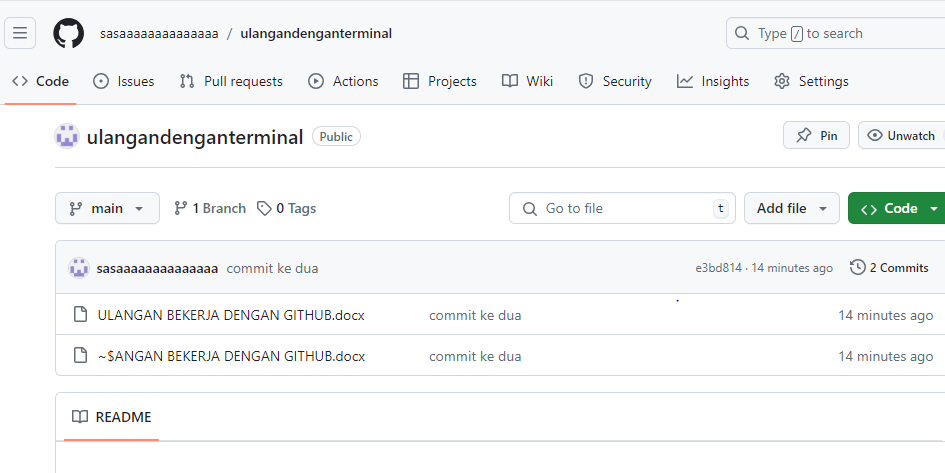 sasaaaaaaaaaaaaaaa / ulangandenganterminal
Type / to search
Code Issues Pull requests Actions Projects Wiki Security Insights Settings
ulangandenganterminal Public
Pin Unwatch
main 1 Branch 0 Tags Go to file t Add file Code
sasaaaaaaaaaaaaaaa commit ke dua e3bd814 · 14 minutes ago 2 Commits
ULANGAN BEKERJA DENGAN GITHUB.docx commit ke dua 14 minutes ago
~$ANGAN BEKERJA DENGAN GITHUB.docx commit ke dua 14 minutes ago
README